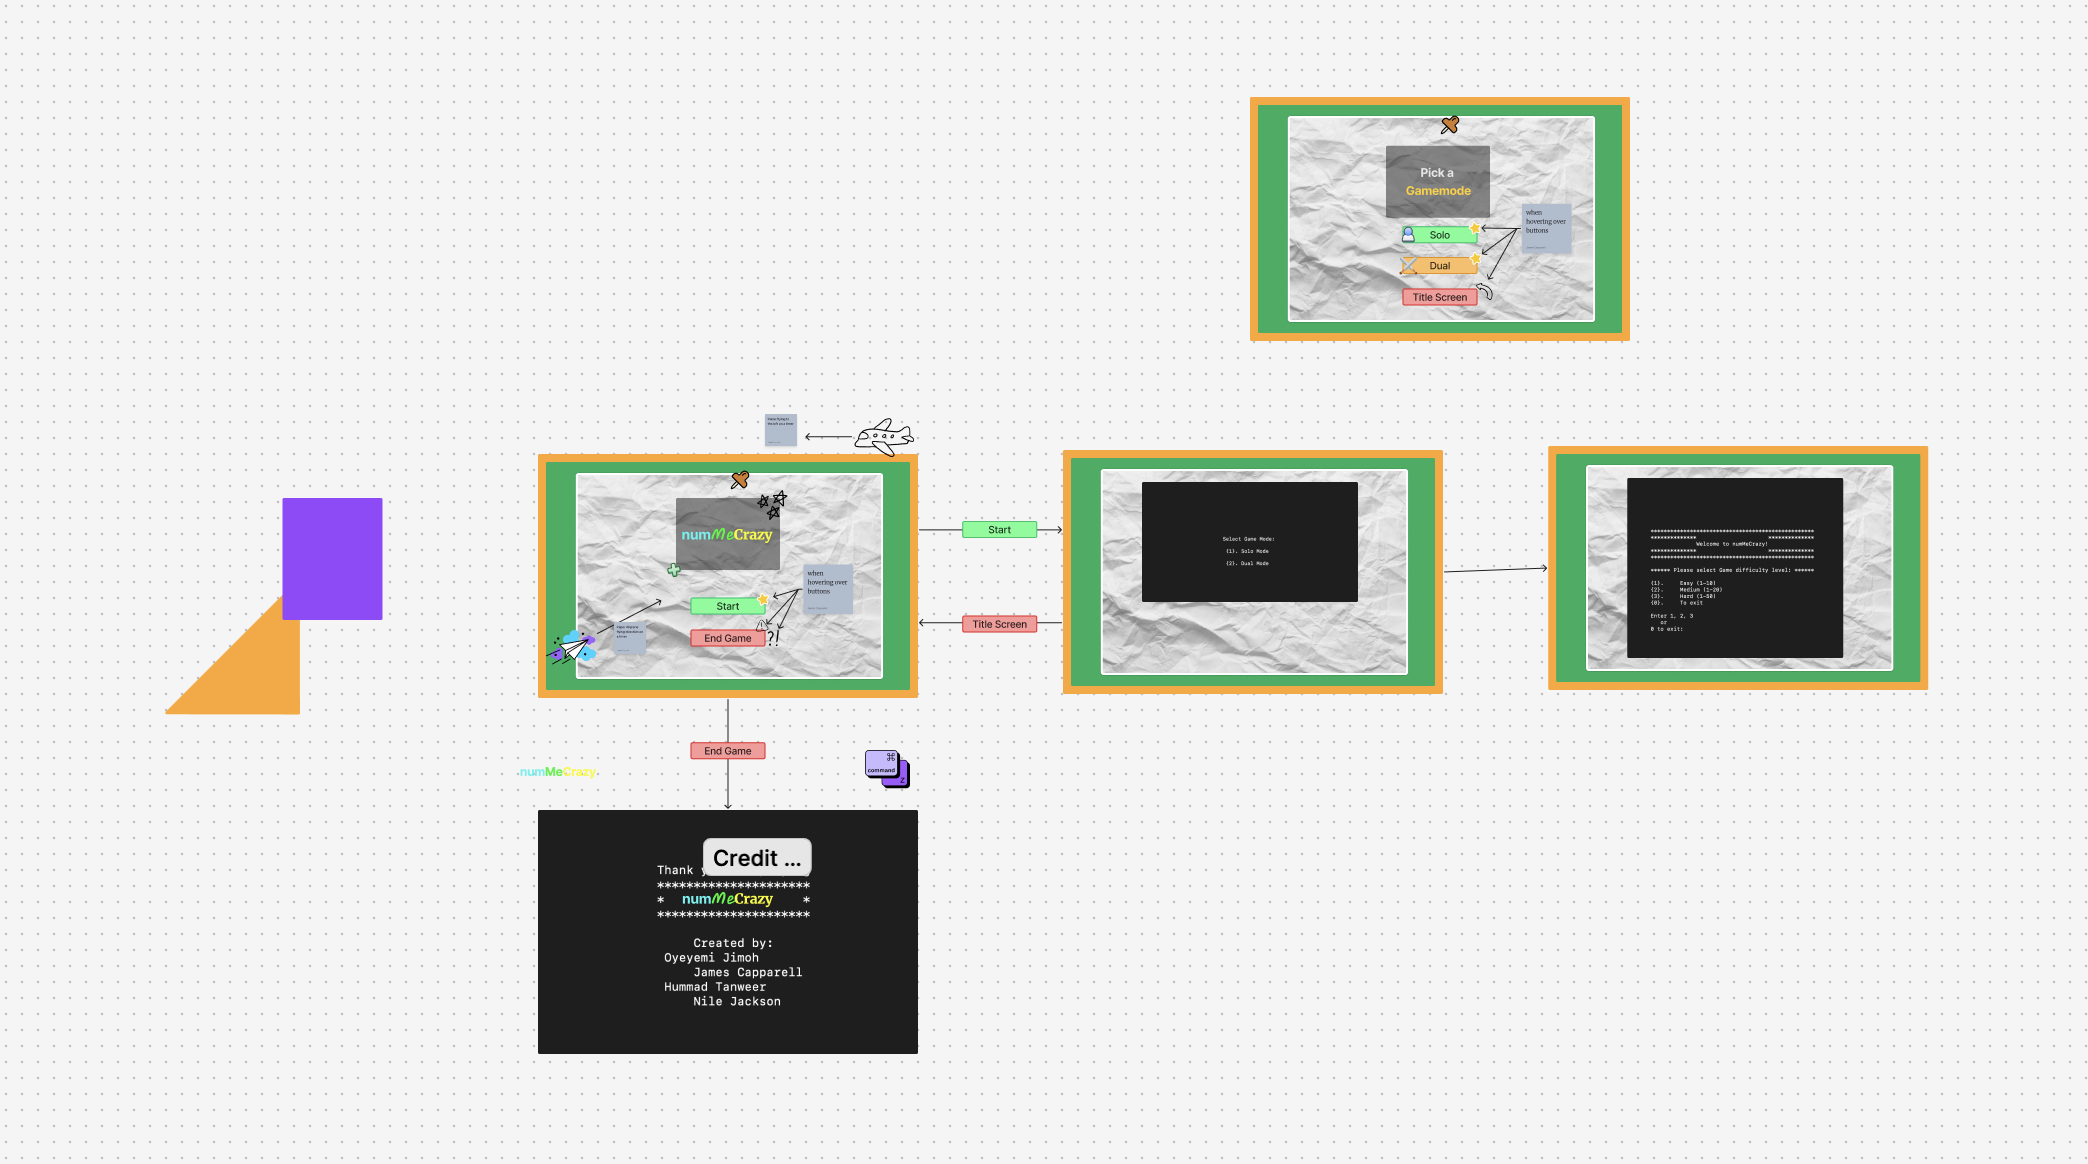 Pick a
Gamemode
when
hovering over
buttons
Solo
Dual
Title Screen
numMeCrazy
when
hovering over
buttons
Start
End Game
?!
Start
Title Screen
Select Game Mode:
(1). Solo Mode
(2). Dual Mode
**************************************************
************** **************
Welcome to numMeCrazy!
************** **************
**************************************************
****** Please select Game difficulty level: ******
(1). Easy (1-10)
(2). Medium (1-20)
(3). Hard (1-50)
(0). To exit
Enter 1, 2, 3
or
0 to exit:
End Game
numMeCrazy
⌘
command
Z
Credit ...
Thank
*********************
* numMeCrazy *
*********************
Created by:
Oyeyemi Jimoh
James Capparell
Hummad Tanweer
Nile Jackson